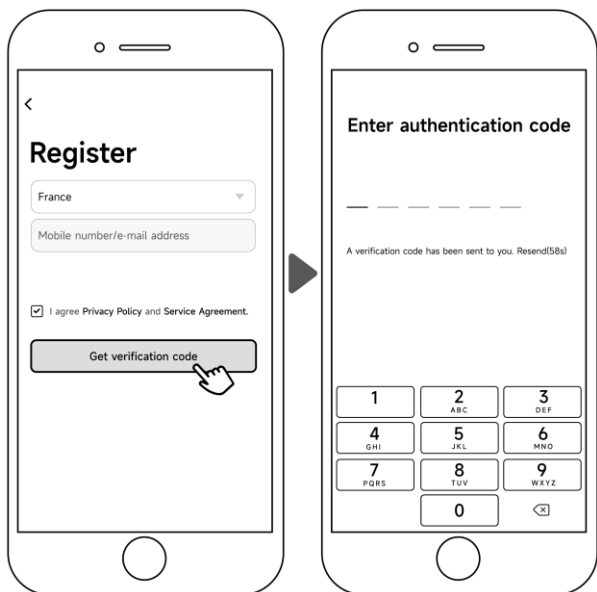 Register
France
Mobile number/e-mail address
I agree Privacy Policy and Service Agreement.
Get verification code
Enter authentication code
A verification code has been sent to you. Resend(58s)
1 2 3
ABC DEF
4 5 6
GHI JKL MNO
7 8 9
PQRS TUV WXYZ
0